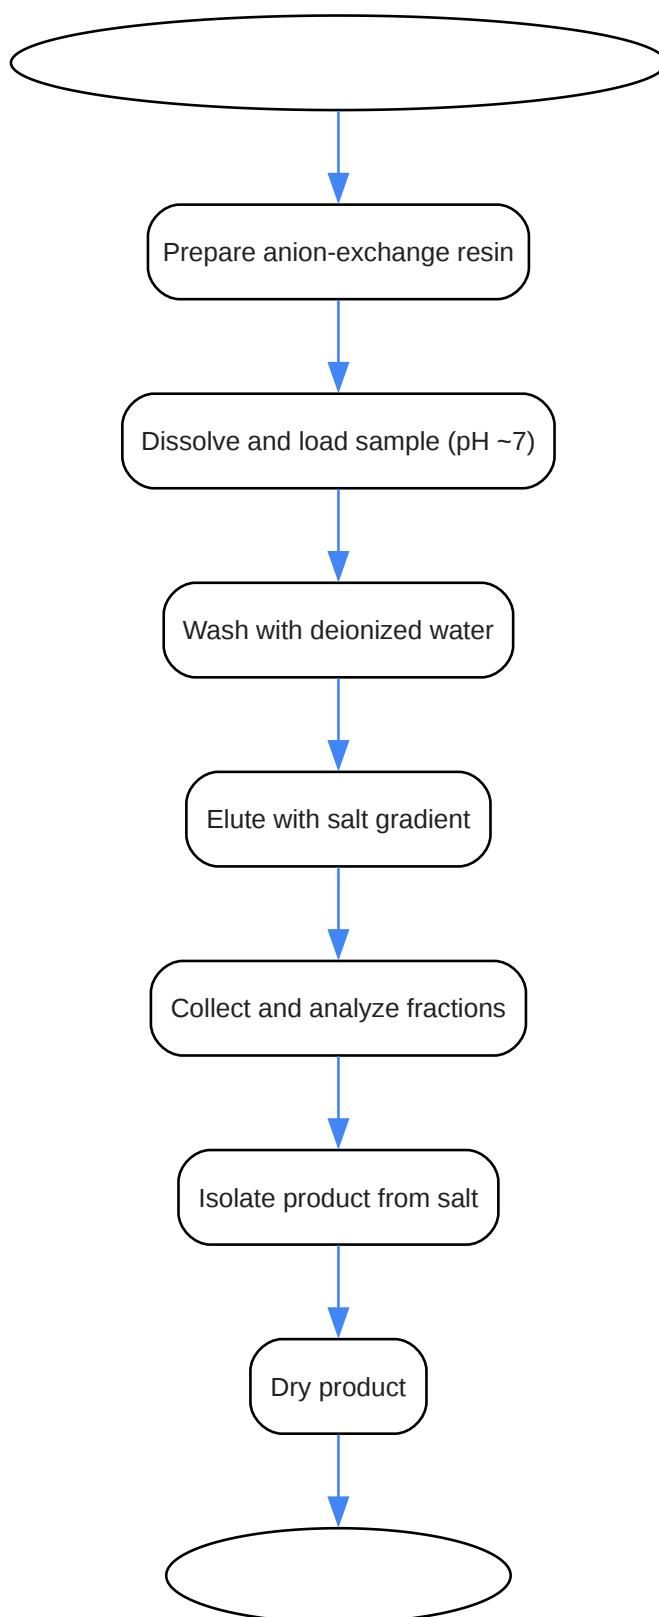 Prepare anion-exchange resin
Dissolve and load sample (pH ~7)
Wash with deionized water
Elute with salt gradient
Collect and analyze fractions
Isolate product from salt
Dry product